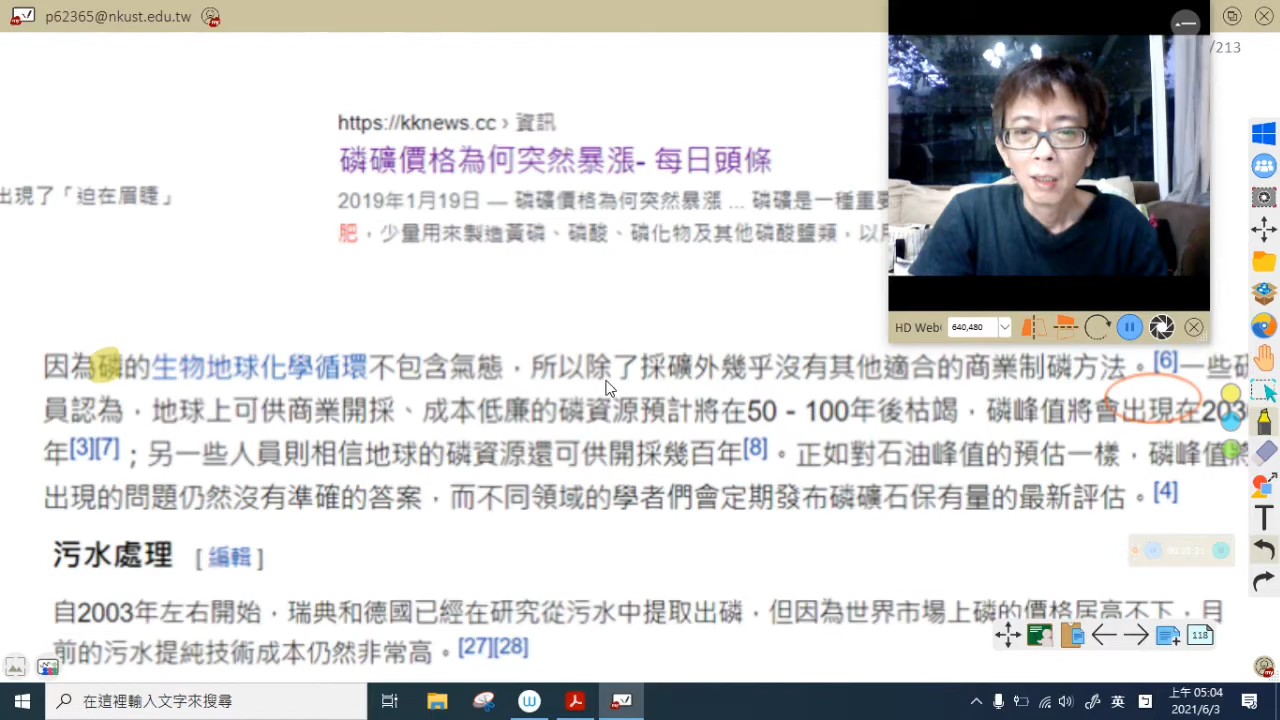 p62365@nkust.edu.tw
/213
https://kknews.cc › 資訊
磷礦價格為何突然暴漲- 每日頭條
出現了「迫在眉睫」
2019年1月19日 — 磷礦價格為何突然暴漲 ... 磷礦是一種重要
肥，少量用來製造黃磷、磷酸、磷化物及其他磷酸鹽類，以用
HD Web
640,480
因為磷的生物地球化學循環不包含氣態，所以除了採礦外幾乎沒有其他適合的商業制磷方法。[6]一些研
員認為，地球上可供商業開採、成本低廉的磷資源預計將在50 - 100年後枯竭，磷峰值將會出現在2030
年[3][7]；另一些人員則相信地球的磷資源還可供開採幾百年[8]。正如對石油峰值的預估一樣，磷峰值將
出現的問題仍然沒有準確的答案，而不同領域的學者們會定期發布磷礦石保有量的最新評估。[4]
污水處理 [ 編輯 ]
自2003年左右開始，瑞典和德國已經在研究從污水中提取出磷，但因為世界市場上磷的價格居高不下，目
前的污水提純技術成本仍然非常高。[27][28]
118
在這裡輸入文字來搜尋
英
上午 05:04
2021/6/3